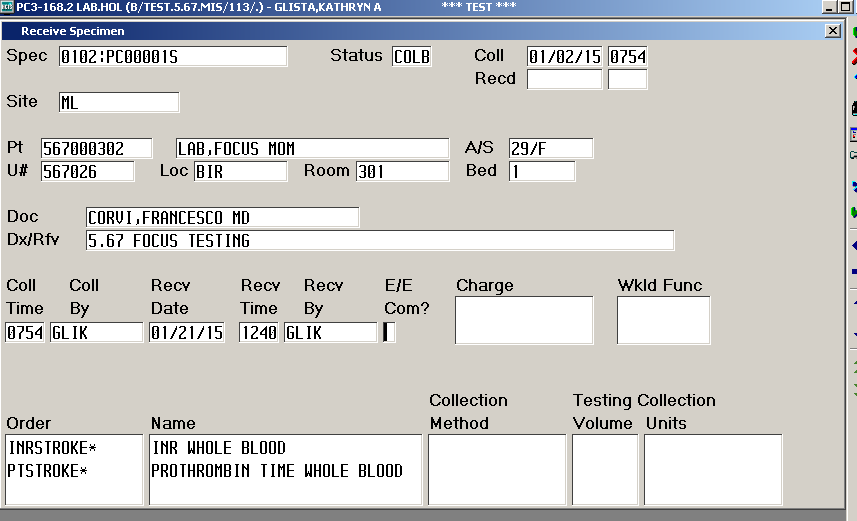 PC3-168.2 LAB.HOL (B/TEST.5.67.MIS/113/.) - GLISTA,KATHRYN A *** TEST ***
Receive Specimen
Spec 0102:PC00001S Status COLB Coll 01/02/15 0754
Recd
Site ML
Pt 567000302 LAB,FOCUS MOM A/S 29/F
U# 567026 Loc BIR Room 301 Bed 1
Doc CORVI,FRANCESCO MD
Dx/Rfv 5.67 FOCUS TESTING
Coll Coll Recv Recv Recv E/E Charge Wkld Func
Time By Date Time By Com?
0754 GLIK 01/21/15 1240 GLIK
Collection Testing Collection
Order Name Method Volume Units
INRSTROKE* INR WHOLE BLOOD
PTSTROKE* PROTHROMBIN TIME WHOLE BLOOD